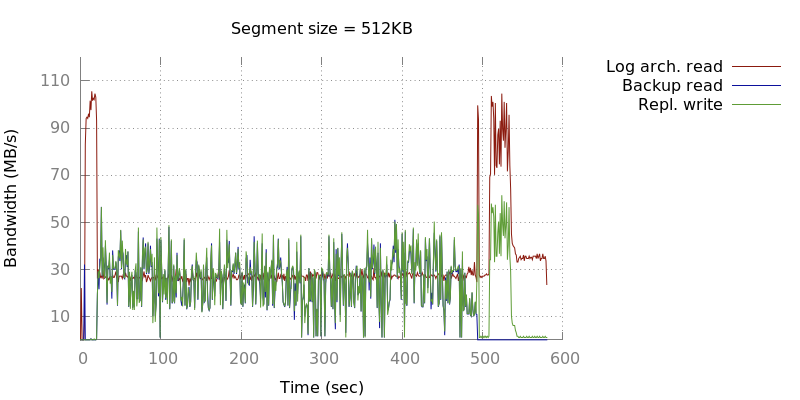 Segment size = 512KB
Log arch. read
Backup read
Repl. write
Bandwidth (MB/s)
110
90
70
50
30
10
0 100 200 300 400 500 600
Time (sec)